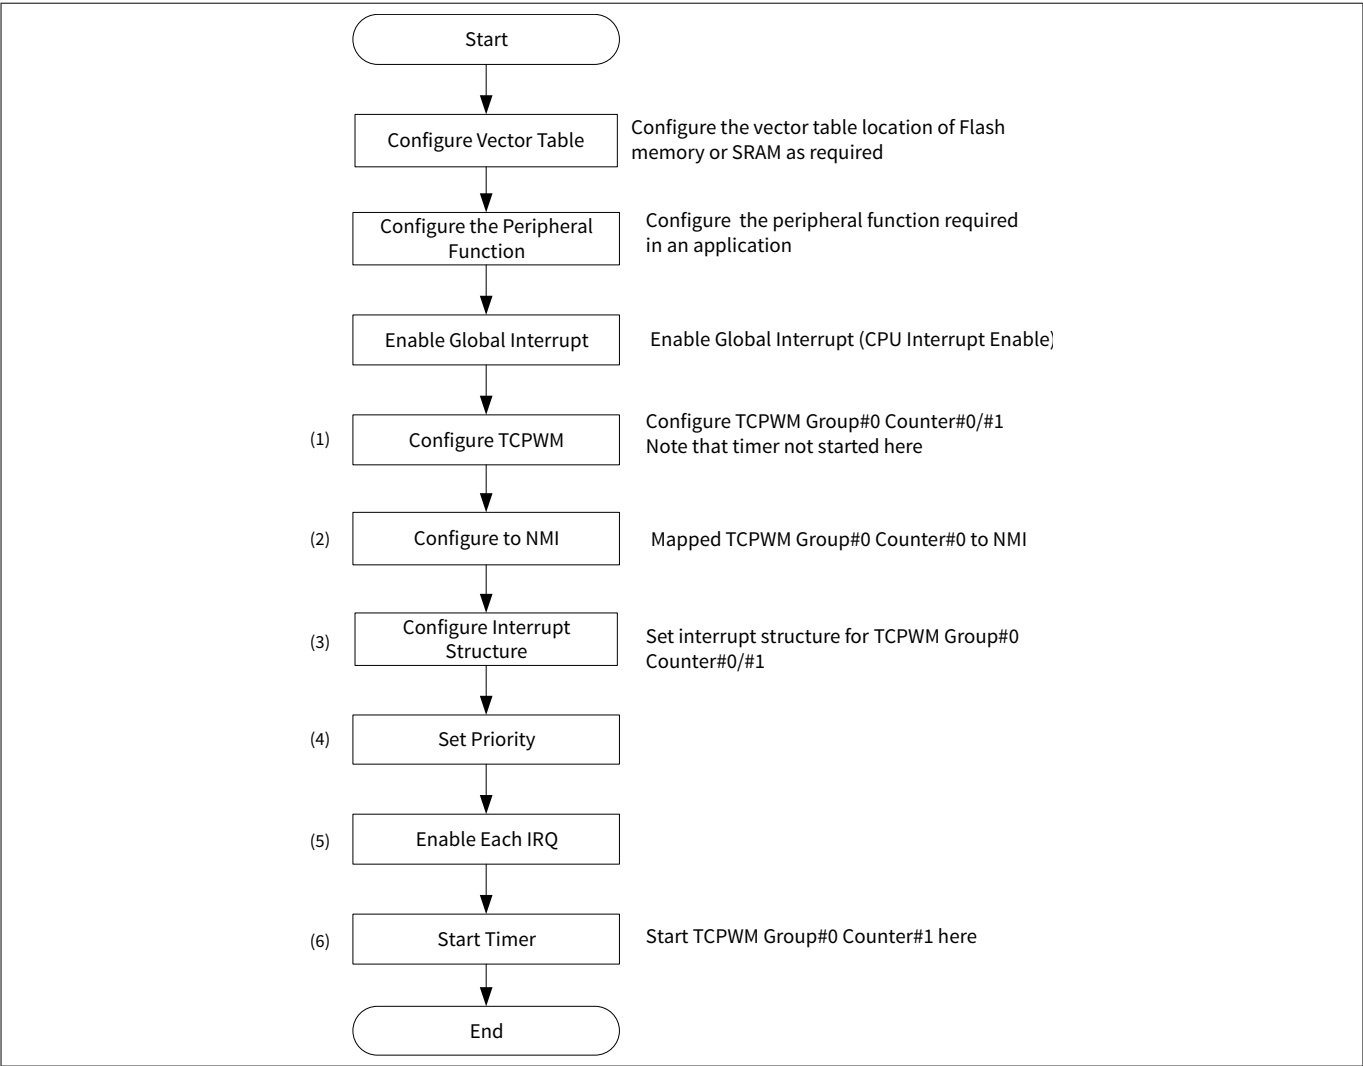 Start
Configure Vector Table
Configure the vector table location of Flash
memory or SRAM as required
Configure the Peripheral
Function
Configure the peripheral function required
in an application
Enable Global Interrupt
Enable Global Interrupt (CPU Interrupt Enable)
(1)
Configure TCPWM
Configure TCPWM Group#0 Counter#0/#1
Note that timer not started here
(2)
Configure to NMI
Mapped TCPWM Group#0 Counter#0 to NMI
(3)
Configure Interrupt
Structure
Set interrupt structure for TCPWM Group#0
Counter#0/#1
(4)
Set Priority
(5)
Enable Each IRQ
(6)
Start Timer
Start TCPWM Group#0 Counter#1 here
End